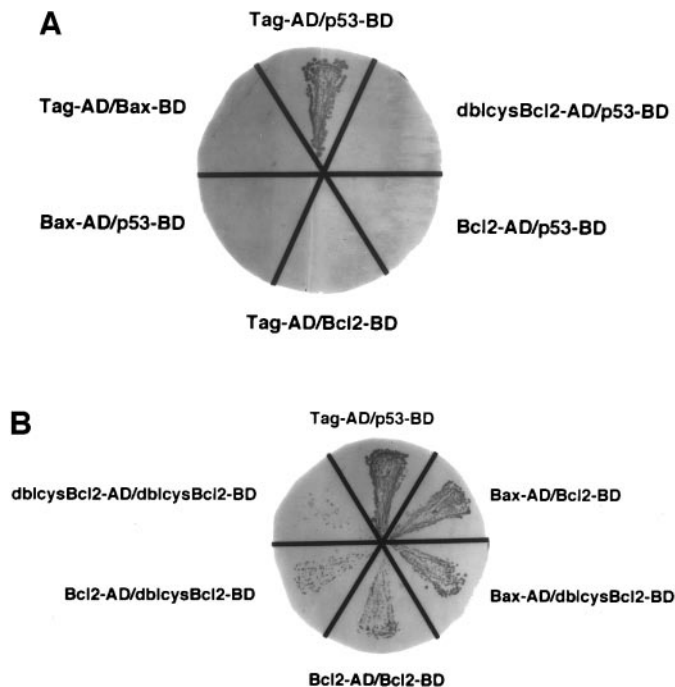 A
Tag-AD/p53-BD
Tag-AD/Bax-BD
dblcysBcl2-AD/p53-BD
Bax-AD/p53-BD
Bcl2-AD/p53-BD
Tag-AD/Bcl2-BD
B
Tag-AD/p53-BD
dblcysBcl2-AD/dblcysBcl2-BD
Bax-AD/Bcl2-BD
Bcl2-AD/dblcysBcl2-BD
Bax-AD/dblcysBcl2-BD
Bcl2-AD/Bcl2-BD